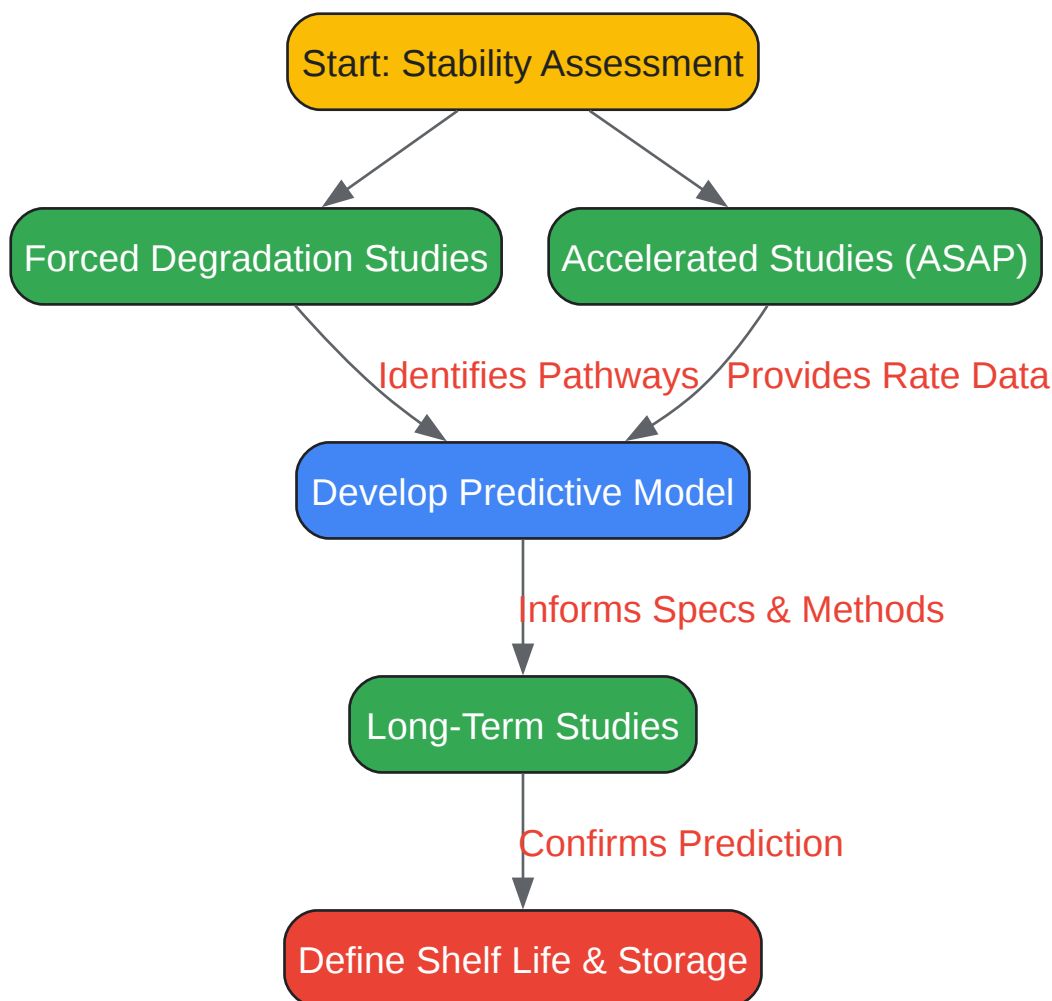 Start: Stability Assessment
Forced Degradation Studies
Accelerated Studies (ASAP)
Identifies Pathways
Provides Rate Data
Develop Predictive Model
Informs Specs & Methods
Long-Term Studies
Confirms Prediction
Define Shelf Life & Storage